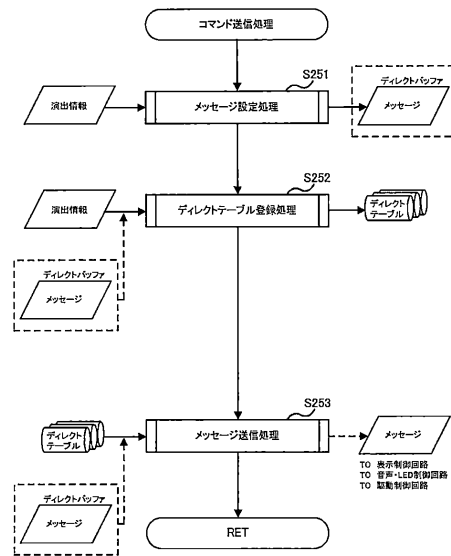 コマンド送信処理
S251
ディレクトバッファ
演出情報
メッセージ設定処理
メッセージ
S252
演出情報
ディレクトテーブル登録処理
ディレクト
テーブル
ディレクトバッファ
メッセージ
S253
ディレクト
テーブル
メッセージ送信処理
メッセージ
TO 表示制御回路
TO 音声・LED制御回路
TO 駆動制御回路
ディレクトバッファ
メッセージ
RET